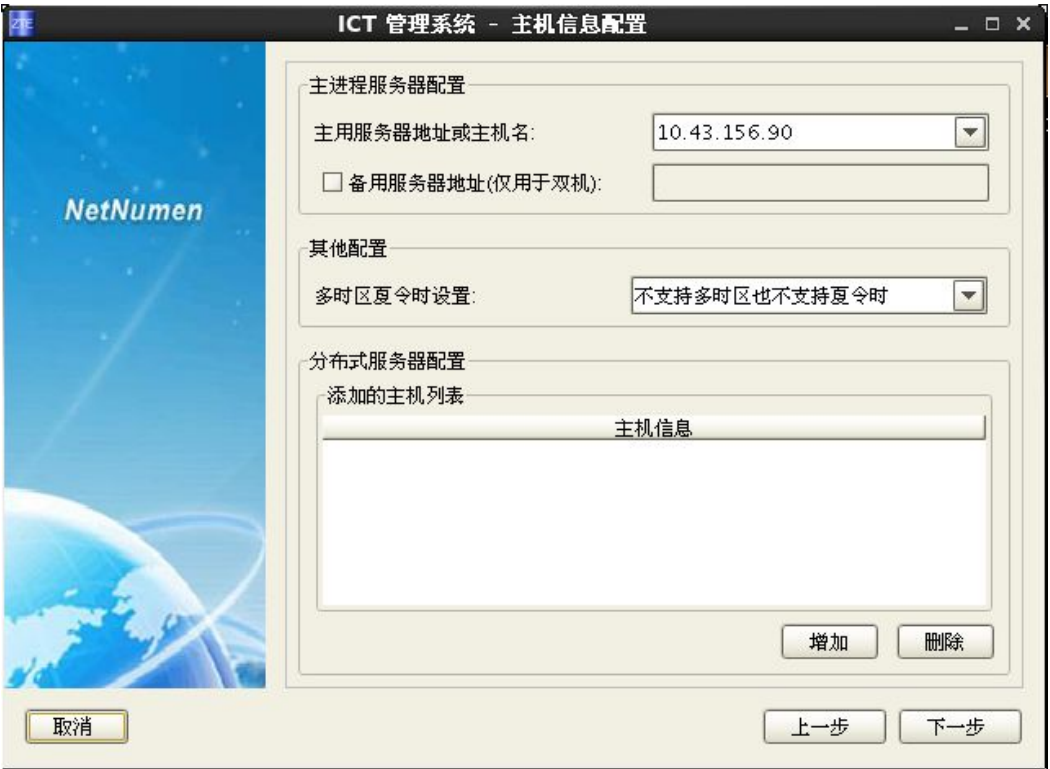 ZTE
ICT 管理系统 - 主机信息配置
NetNumen
主进程服务器配置
主用服务器地址或主机名:
10.43.156.90
备用服务器地址(仅用于双机):
其他配置
多时区夏令时设置:
不支持多时区也不支持夏令时
分布式服务器配置
添加的主机列表
主机信息
增加
删除
取消
上一步
下一步